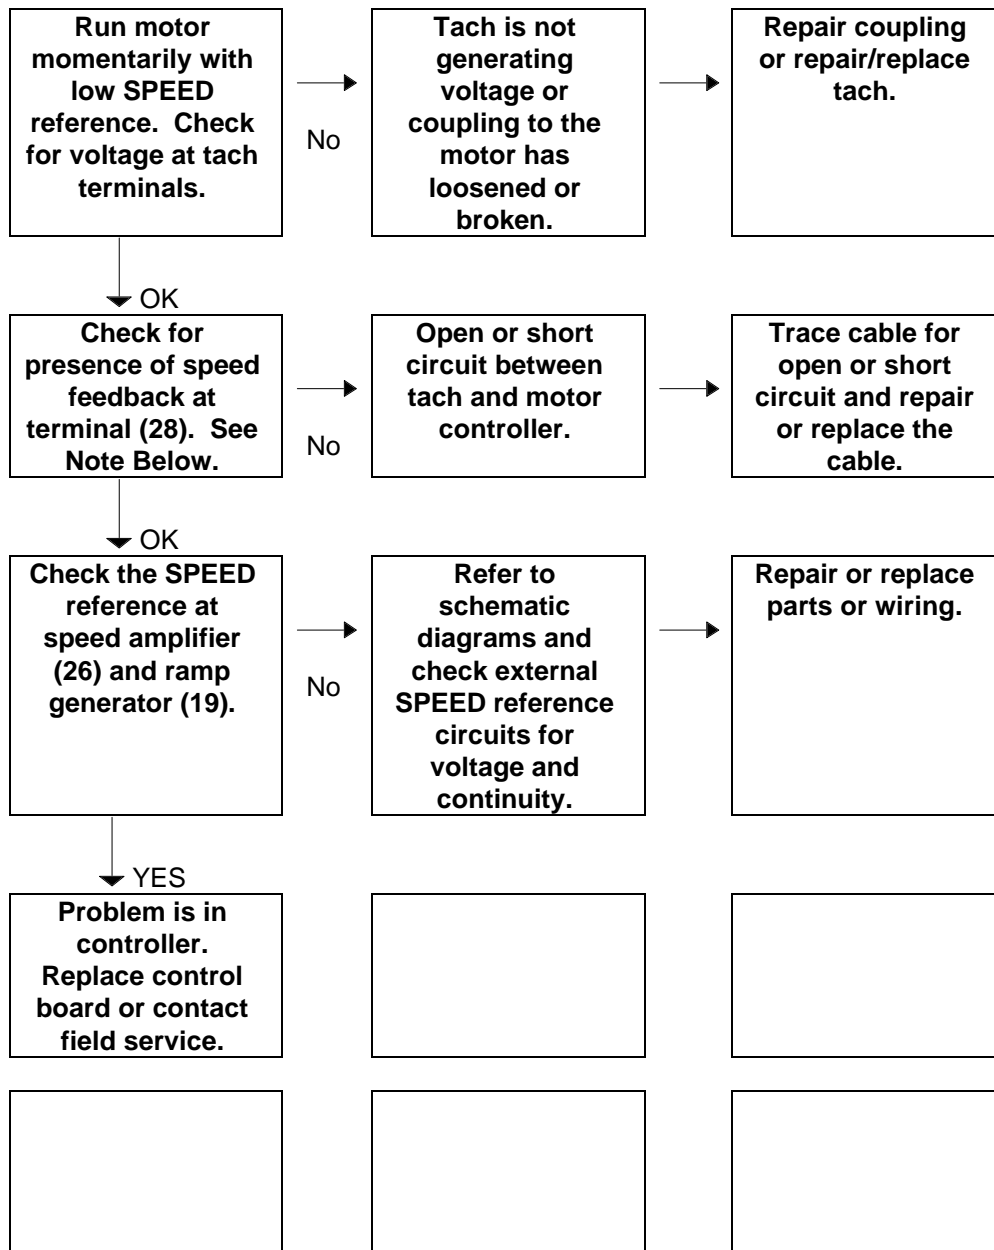 Run motor
momentarily with
low SPEED
reference.  Check
for voltage at tach
terminals.
No
Tach is not
generating
voltage or
coupling to the
motor has
loosened or
broken.
Repair coupling
or repair/replace
tach.
OK
Check for
presence of speed
feedback at
terminal (28).  See
Note Below.
No
Open or short
circuit between
tach and motor
controller.
Trace cable for
open or short
circuit and repair
or replace the
cable.
OK
Check the SPEED
reference at
speed amplifier
(26) and ramp
generator (19).
No
Refer to
schematic
diagrams and
check external
SPEED reference
circuits for
voltage and
continuity.
Repair or replace
parts or wiring.
YES
Problem is in
controller.
Replace control
board or contact
field service.